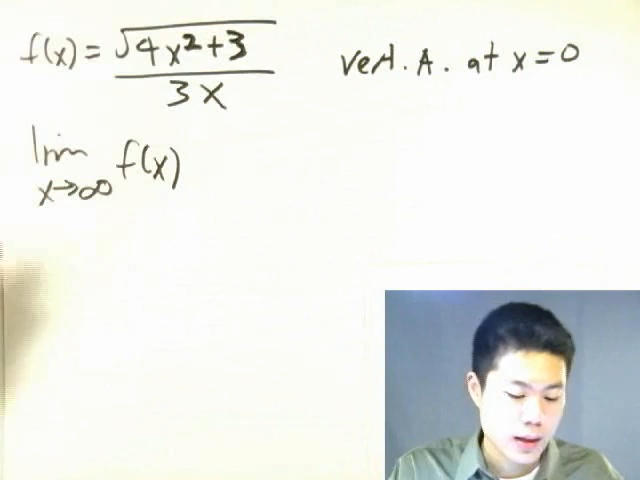 f(x) = √4x²+3 / 3x
vert. A. at x=0
lim x→∞ f(x)